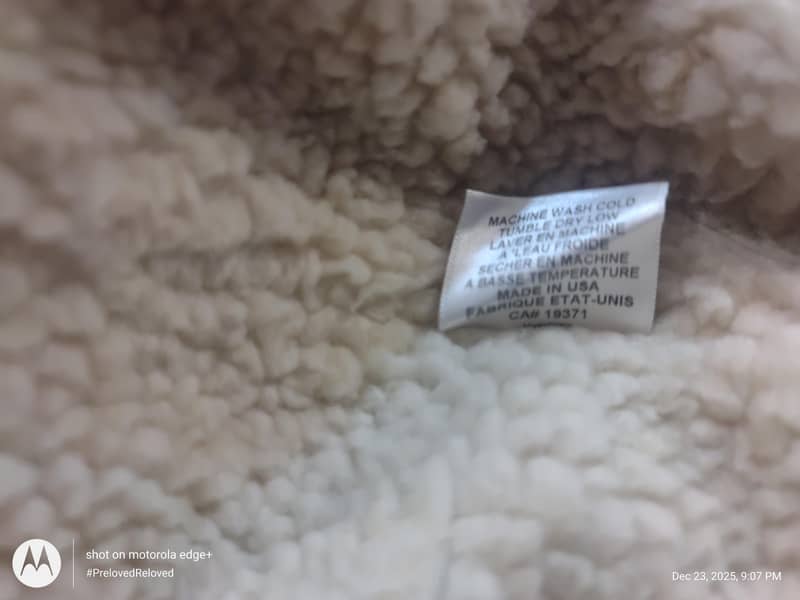 MACHINE WASH COLD
TUMBLE DRY LOW
LAVER EN MACHINE
A 'LEAU FROIDE
SECHER EN MACHINE
A BASSE TEMPERATURE
MADE IN USA
FABRIQUE ETAT-UNIS
CA# 19371
shot on motorola edge+
#PrelovedReloved
Dec 23, 2025, 9:07 PM